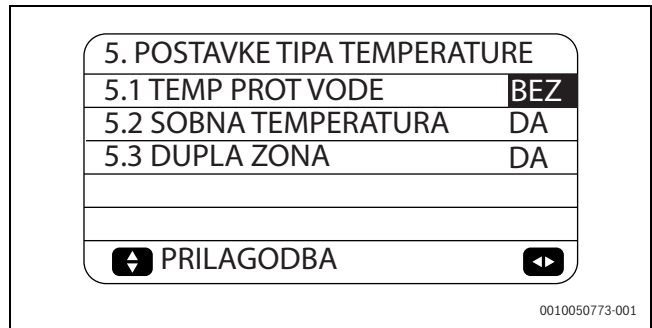 5. POSTAVKE TIPA TEMPERATURE
5.1 TEMP PROT VODE BEZ
5.2 SOBNA TEMPERATURA DA
5.3 DUPLA ZONA DA
PRILAGODBA
0010050773-001